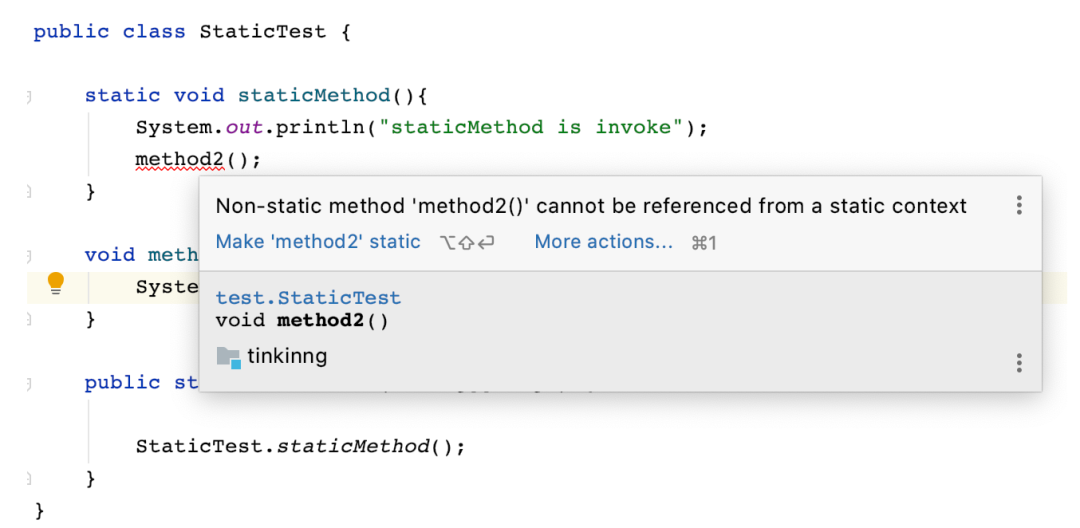 public class StaticTest {
static void staticMethod(){
System.out.println("staticMethod is invoke");
method2();
}
Non-static method 'method2()' cannot be referenced from a static context
Make 'method2' static ⌥⇧⏎ More actions... ⌘1
void meth
Syste
test.StaticTest
void method2()
}
tinkinng
public st
StaticTest.staticMethod();
}
}